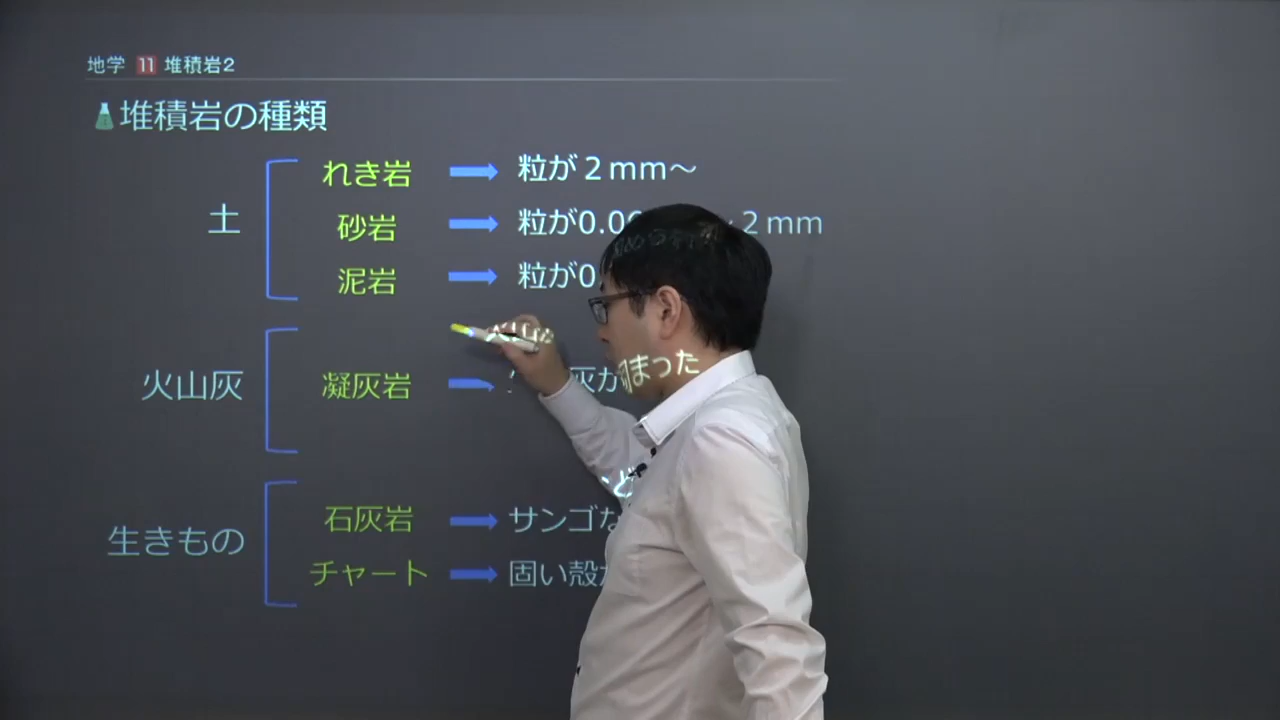 地学 11 堆積岩2
堆積岩の種類
土
れき岩 粒が2mm〜
砂岩 粒が0.0 2mm
泥岩 粒が0
火山灰
凝灰岩 灰が 固まった
生きもの
石灰岩 サンゴな ど
チャート 固い殻